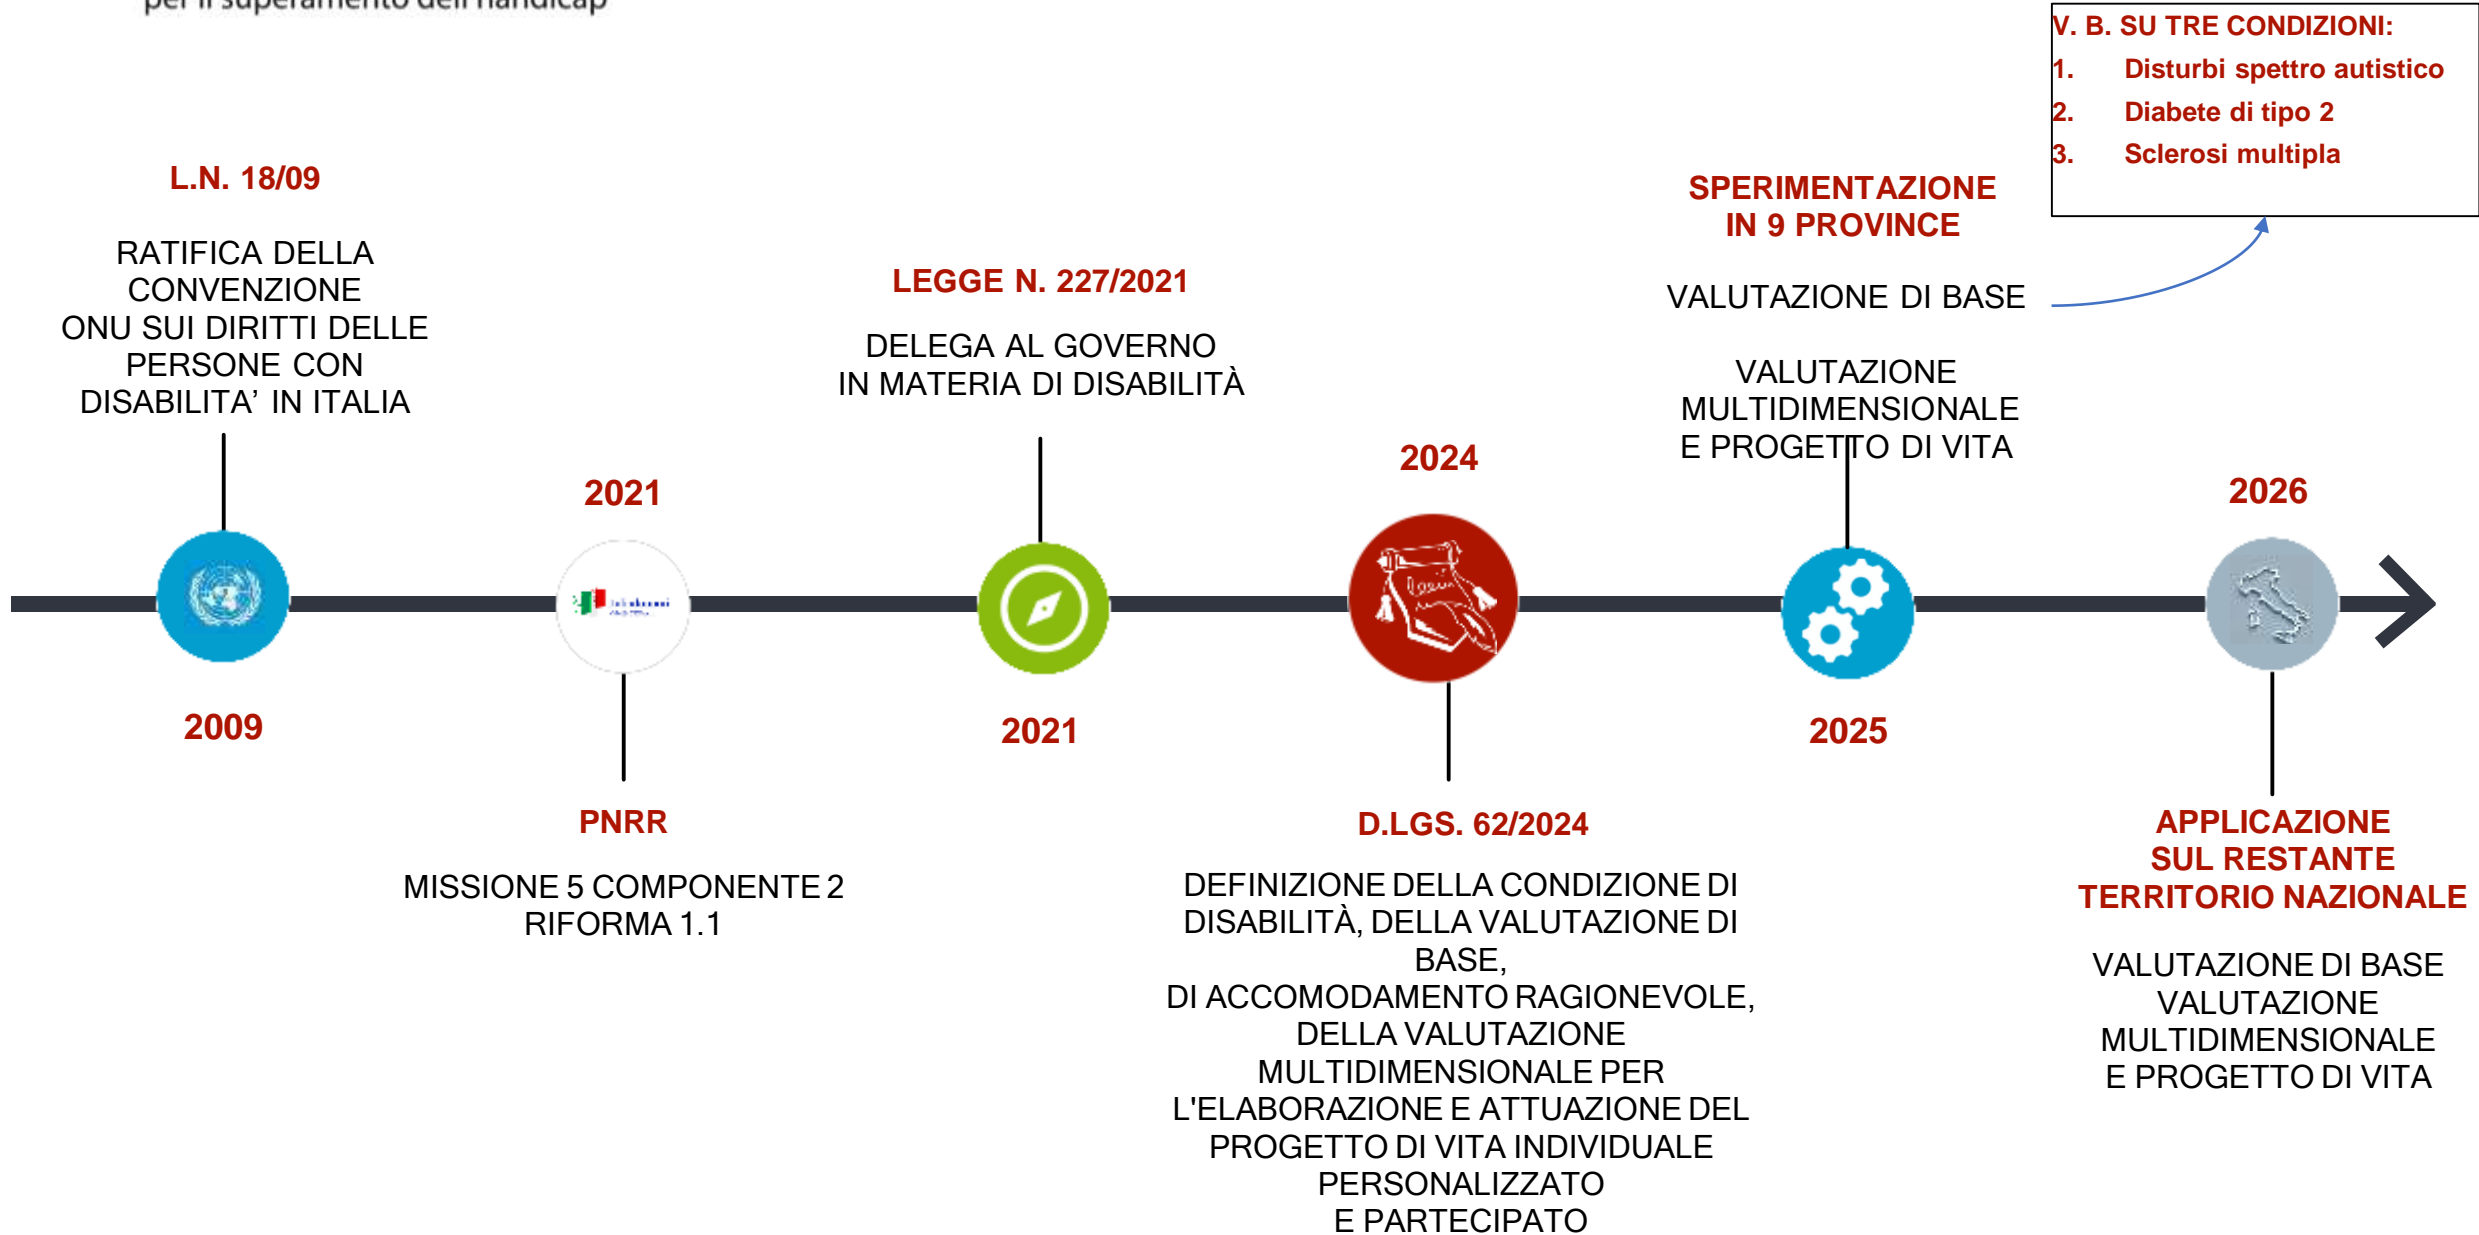 per il superamento dell'handicap
V. B. SU TRE CONDIZIONI:
1. Disturbi spettro autistico
2. Diabete di tipo 2
3. Sclerosi multipla
L.N. 18/09
RATIFICA DELLA
CONVENZIONE
ONU SUI DIRITTI DELLE
PERSONE CON
DISABILITA’ IN ITALIA
2009
2021
PNRR
MISSIONE 5 COMPONENTE 2
RIFORMA 1.1
LEGGE N. 227/2021
DELEGA AL GOVERNO
IN MATERIA DI DISABILITÀ
2021
2024
D.LGS. 62/2024
DEFINIZIONE DELLA CONDIZIONE DI
DISABILITÀ, DELLA VALUTAZIONE DI
BASE,
DI ACCOMODAMENTO RAGIONEVOLE,
DELLA VALUTAZIONE
MULTIDIMENSIONALE PER
L'ELABORAZIONE E ATTUAZIONE DEL
PROGETTO DI VITA INDIVIDUALE
PERSONALIZZATO
E PARTECIPATO
SPERIMENTAZIONE
IN 9 PROVINCE
VALUTAZIONE DI BASE
VALUTAZIONE
MULTIDIMENSIONALE
E PROGETTO DI VITA
2025
2026
APPLICAZIONE
SUL RESTANTE
TERRITORIO NAZIONALE
VALUTAZIONE DI BASE
VALUTAZIONE
MULTIDIMENSIONALE
E PROGETTO DI VITA